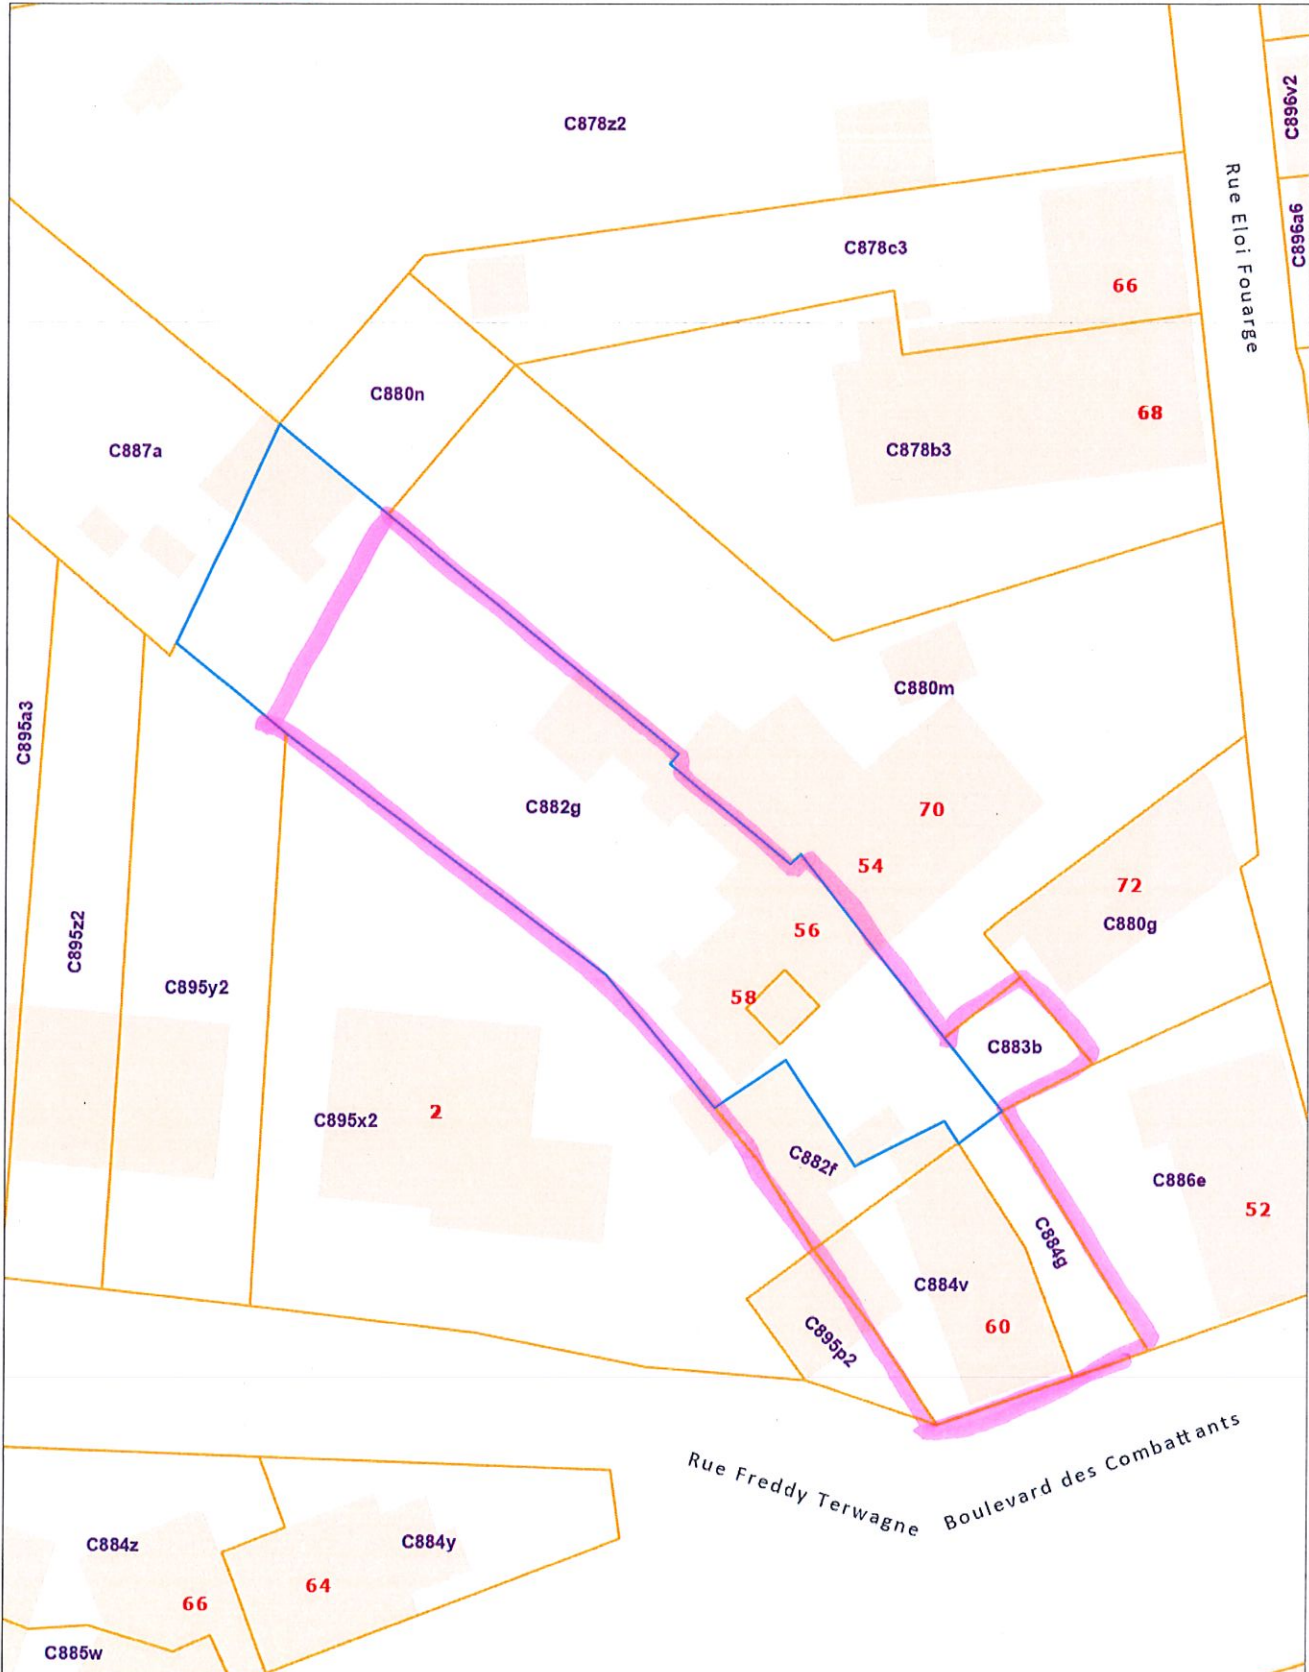 C878z2
C896v2
Rue Eloi Fouarge
C896a6
C878c3
66
C880n
68
C887a
C878b3
C880m
C895a3
C882g
70
54
72
C880g
56
C895z2
C895y2
58
C883b
C895x2
2
C882f
C886e
52
C884g
C884v
60
C895p2
Rue Freddy Terwagne
Boulevard des Combattants
C884z
C884y
64
66
C885w